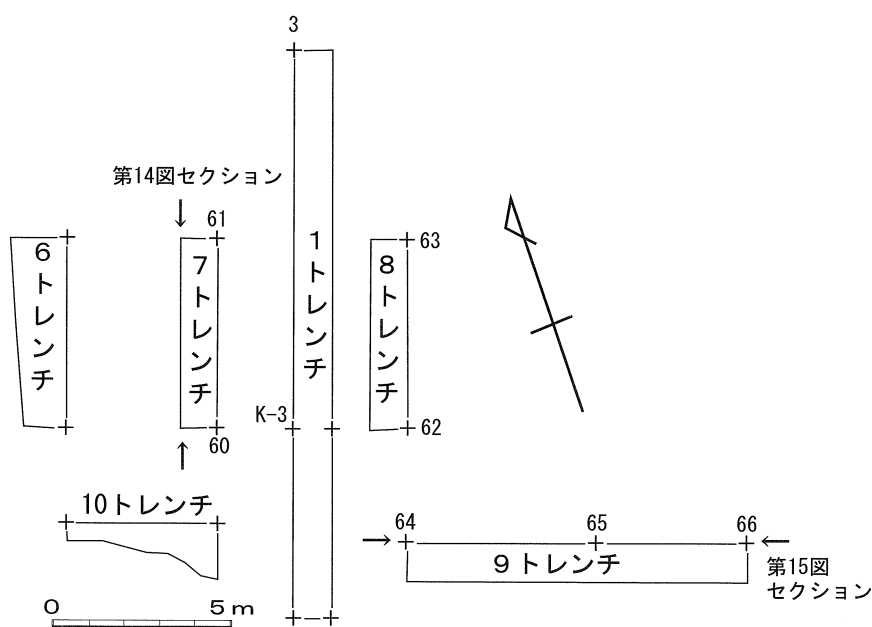 3
第14図セクション
61
63
6トレンチ
7トレンチ
1トレンチ
8トレンチ
K-3
60
62
10トレンチ
64
65
66
9トレンチ
第15図
セクション
0
5m